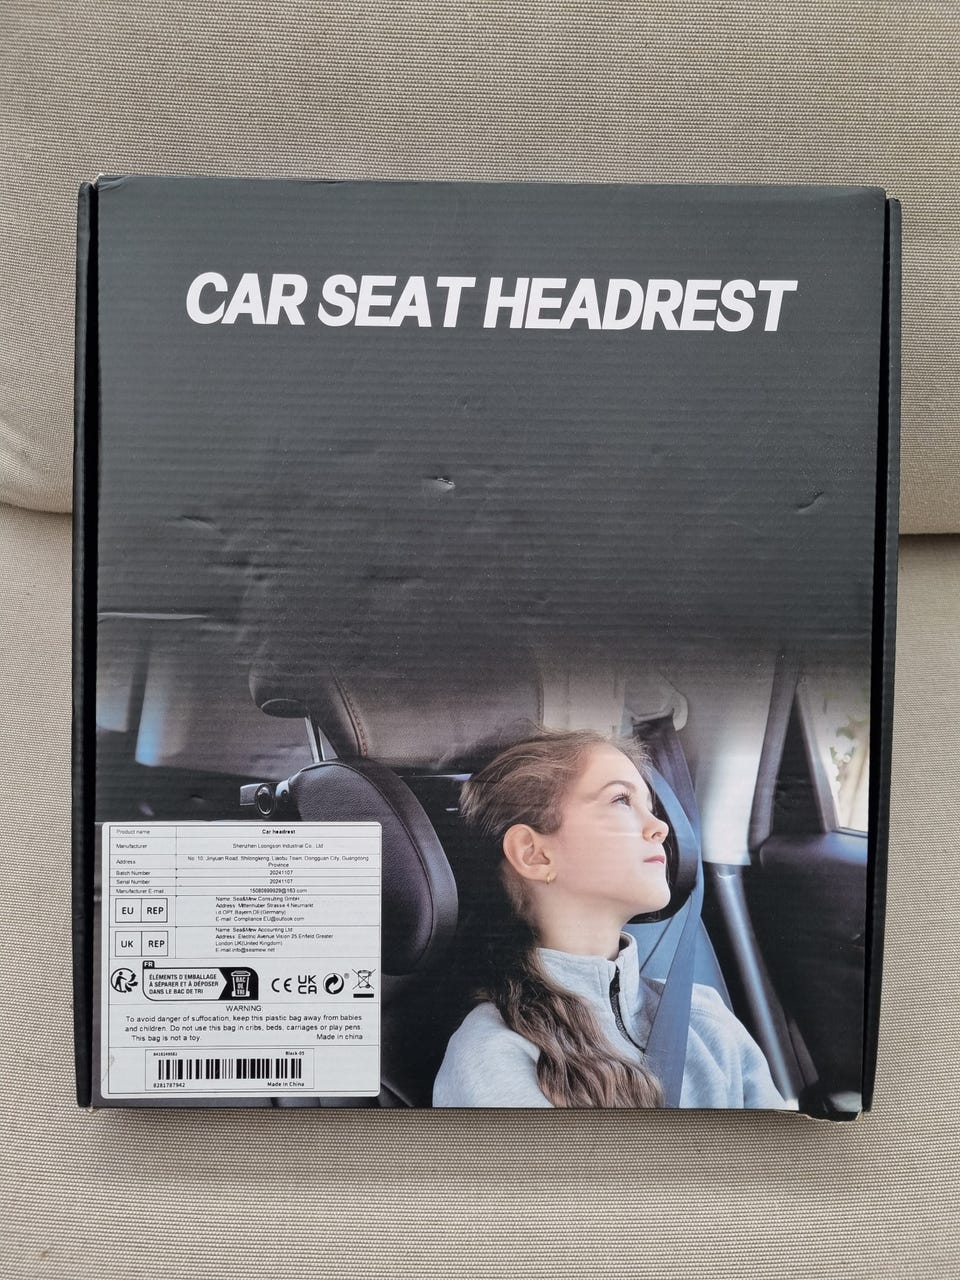 CAR SEAT HEADREST
Product name Car headrest
Manufacturer Shenzhen Loongson Industrial Co., Ltd
Address No. 10, Jinyuan Road, Shilongkeng, Liaobu Town, Dongguan City, Guangdong
Province
Batch Number 20241107
Serial Number 20241107
Manufacturer E-mail 15080899929@163.com
EU REP
Name: Sea&Mew Consulting GmbH
Address: Mittenhuber Strasse 4,Neumarkt
i.d.OPf. Bayern,Oll (Germany)
E-mail: Compliance.EU@outlook.com
UK REP
Name: Sea&Mew Accounting Ltd
Address: Electric Avenue Vision 25,Enfield Greater
London UK(United Kingdom)
E-mail:info@seamew.net
FR
ÉLÉMENTS D'EMBALLAGE
À SÉPARER ET À DÉPOSER
DANS LE BAC DE TRI
BAC
DE
TRI
CE UK
CA
WARNING
To avoid danger of suffocation, keep this plastic bag away from babies
and children. Do not use this bag in cribs, beds, carriages or play pens.
This bag is not a toy. Made in china
Black-05
8281787942 Made In China